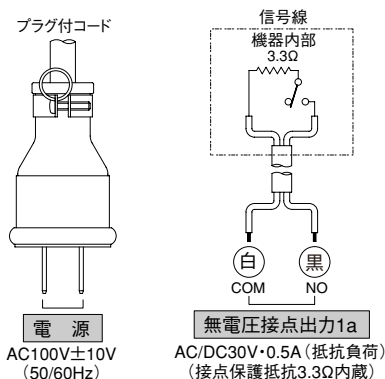 プラグ付コード
電源
AC100V±10V
(50/60Hz)
信号線
機器内部
3.3Ω
白
黒
COM
NO
無電圧接点出力1a
AC/DC30V・0.5A(抵抗負荷)
(接点保護抵抗3.3Ω内蔵)